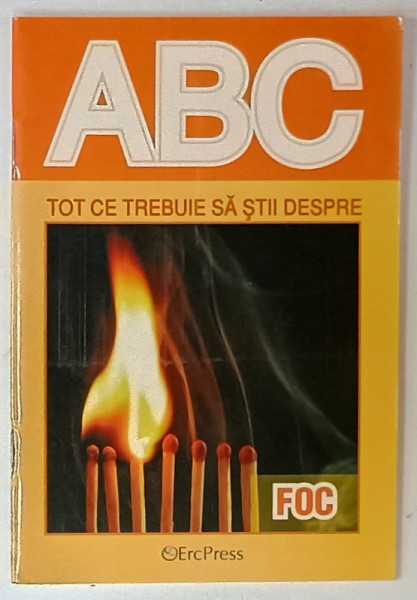 ABC
TOT CE TREBUIE SĂ ŞTII DESPRE
FOC
ErcPress